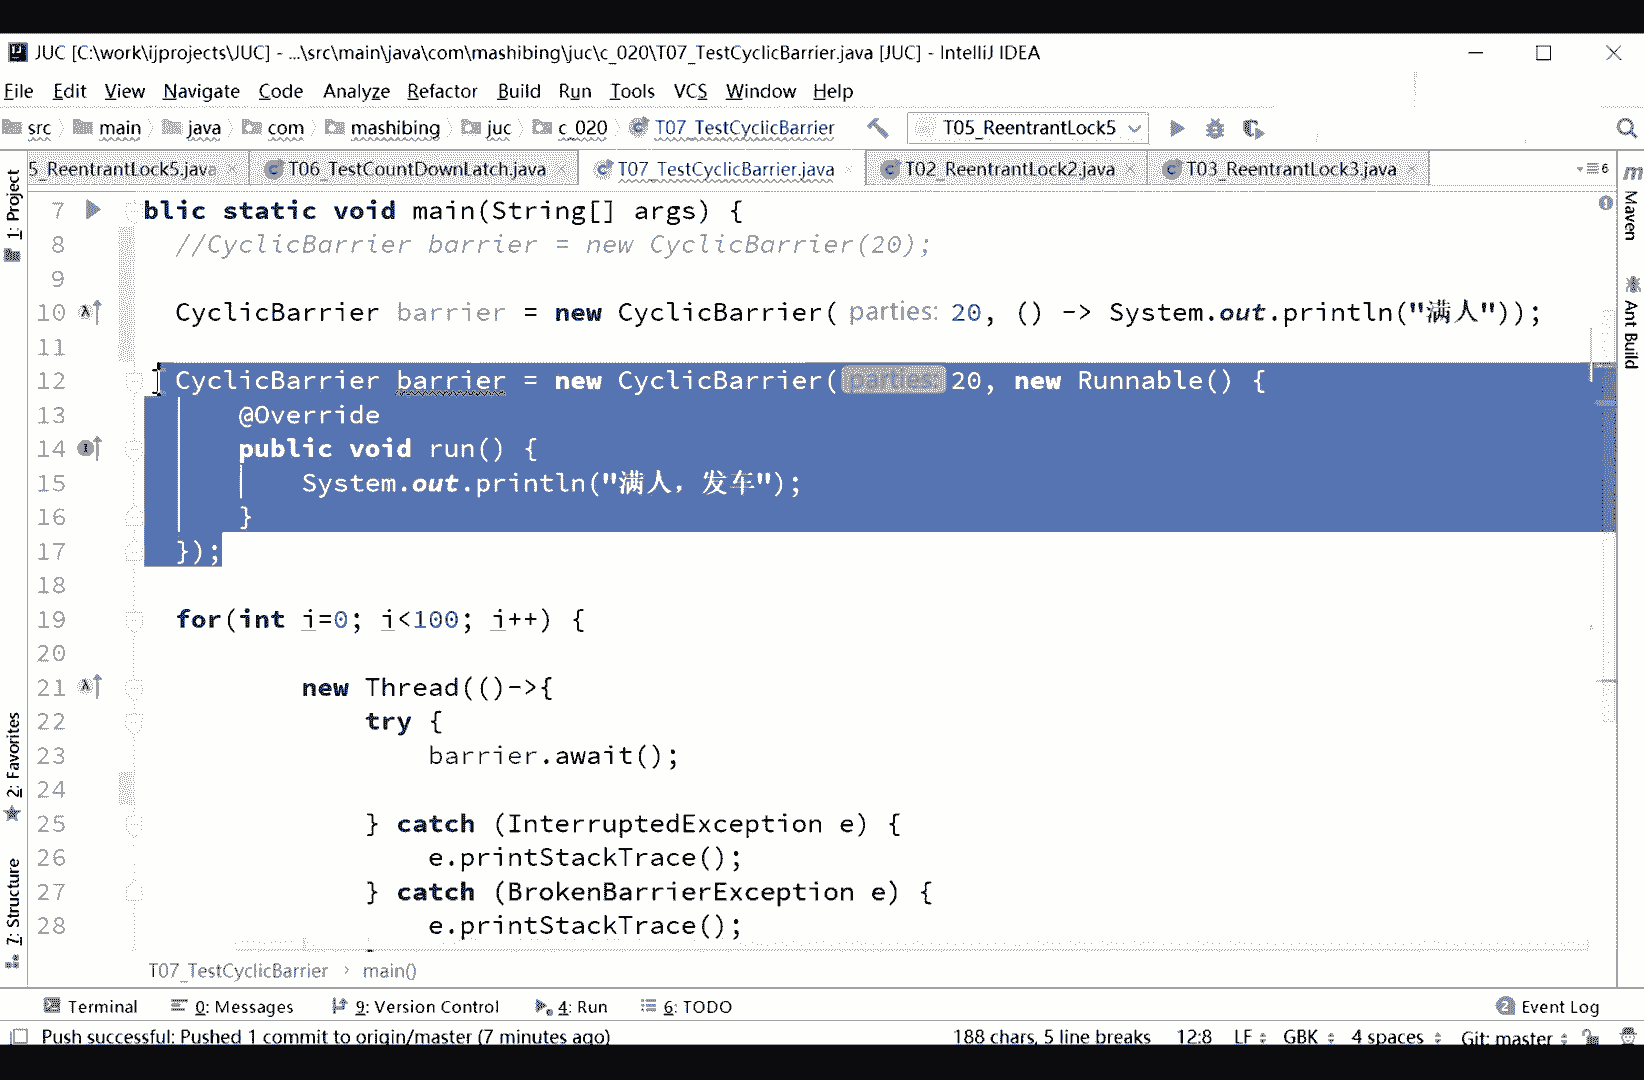 JUC [C:\work\ijprojects\JUC] - ...\src\main\java\com\mashibing\juc\c_020\T07_TestCyclicBarrier.java [JUC] - IntelliJ IDEA
File Edit View Navigate Code Analyze Refactor Build Run Tools VCS Window Help
src main java com mashibing juc c_020 T07_TestCyclicBarrier T05_ReentrantLock5
5_ReentrantLock5.java T06_TestCountDownLatch.java T07_TestCyclicBarrier.java T02_ReentrantLock2.java T03_ReentrantLock3.java 6
1: Project
Maven
Ant Build
2: Favorites
7: Structure
7 blic static void main(String[] args) {
8 //CyclicBarrier barrier = new CyclicBarrier(20);
9
10 CyclicBarrier barrier = new CyclicBarrier( parties: 20, () -> System.out.println("满人"));
11
12 CyclicBarrier barrier = new CyclicBarrier( parties: 20, new Runnable() {
13 @Override
14 public void run() {
15 System.out.println("满人，发车");
16 }
17 });
18
19 for(int i=0; i<100; i++) {
20
21 new Thread(()->{
22 try {
23 barrier.await();
24
25 } catch (InterruptedException e) {
26 e.printStackTrace();
27 } catch (BrokenBarrierException e) {
28 e.printStackTrace();
T07_TestCyclicBarrier › main()
Terminal 0: Messages 9: Version Control 4: Run 6: TODO 2 Event Log
Push successful: Pushed 1 commit to origin/master (7 minutes ago) 188 chars, 5 line breaks 12:8 LF GBK 4 spaces Git: master